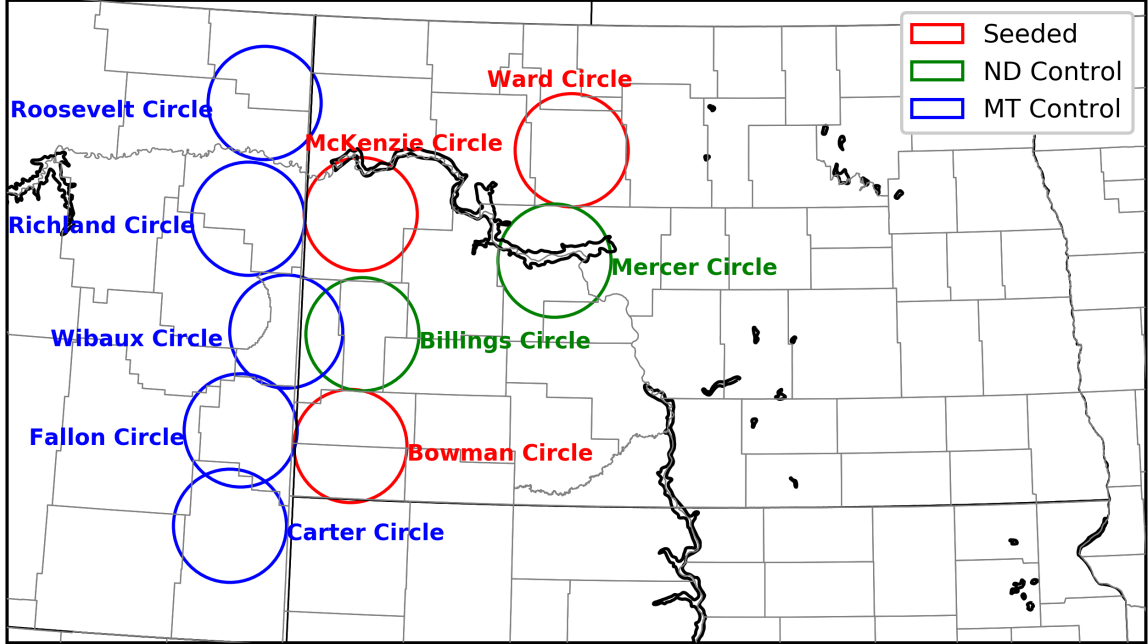 Seeded
ND Control
MT Control
Ward Circle
Roosevelt Circle
McKenzie Circle
Richland Circle
Mercer Circle
Wibaux Circle
Billings Circle
Fallon Circle
Bowman Circle
Carter Circle